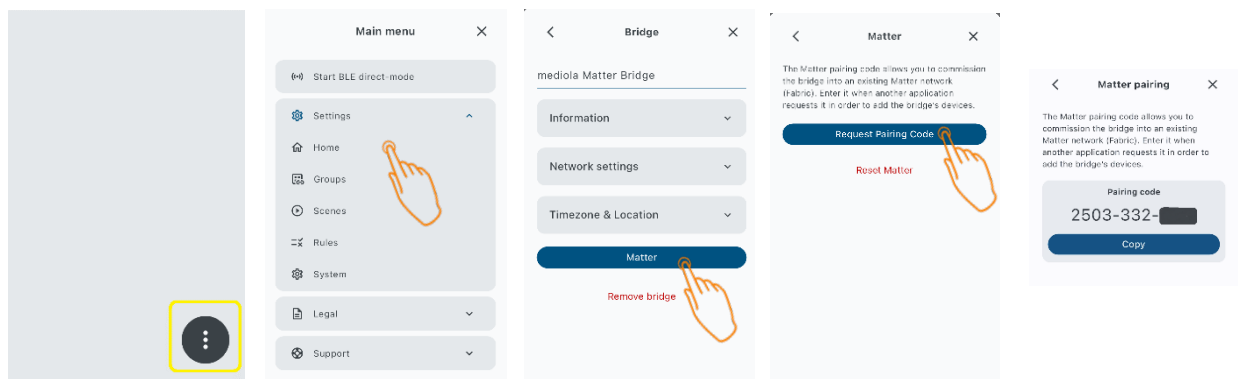 Main menu
Start BLE direct-mode
Settings
Home
Groups
Scenes
Rules
System
Legal
Support
Bridge
mediola Matter Bridge
Information
Network settings
Timezone & Location
Matter
Remove bridge
Matter
The Matter pairing code allows you to commission
the bridge into an existing Matter network
(Fabric). Enter it when another application
requests it in order to add the bridge's devices.
Request Pairing Code
Reset Matter
Matter pairing
The Matter pairing code allows you to
commission the bridge into an existing
Matter network (Fabric). Enter it when
another application requests it in order to
add the bridge's devices.
Pairing code
2503-332-
Copy